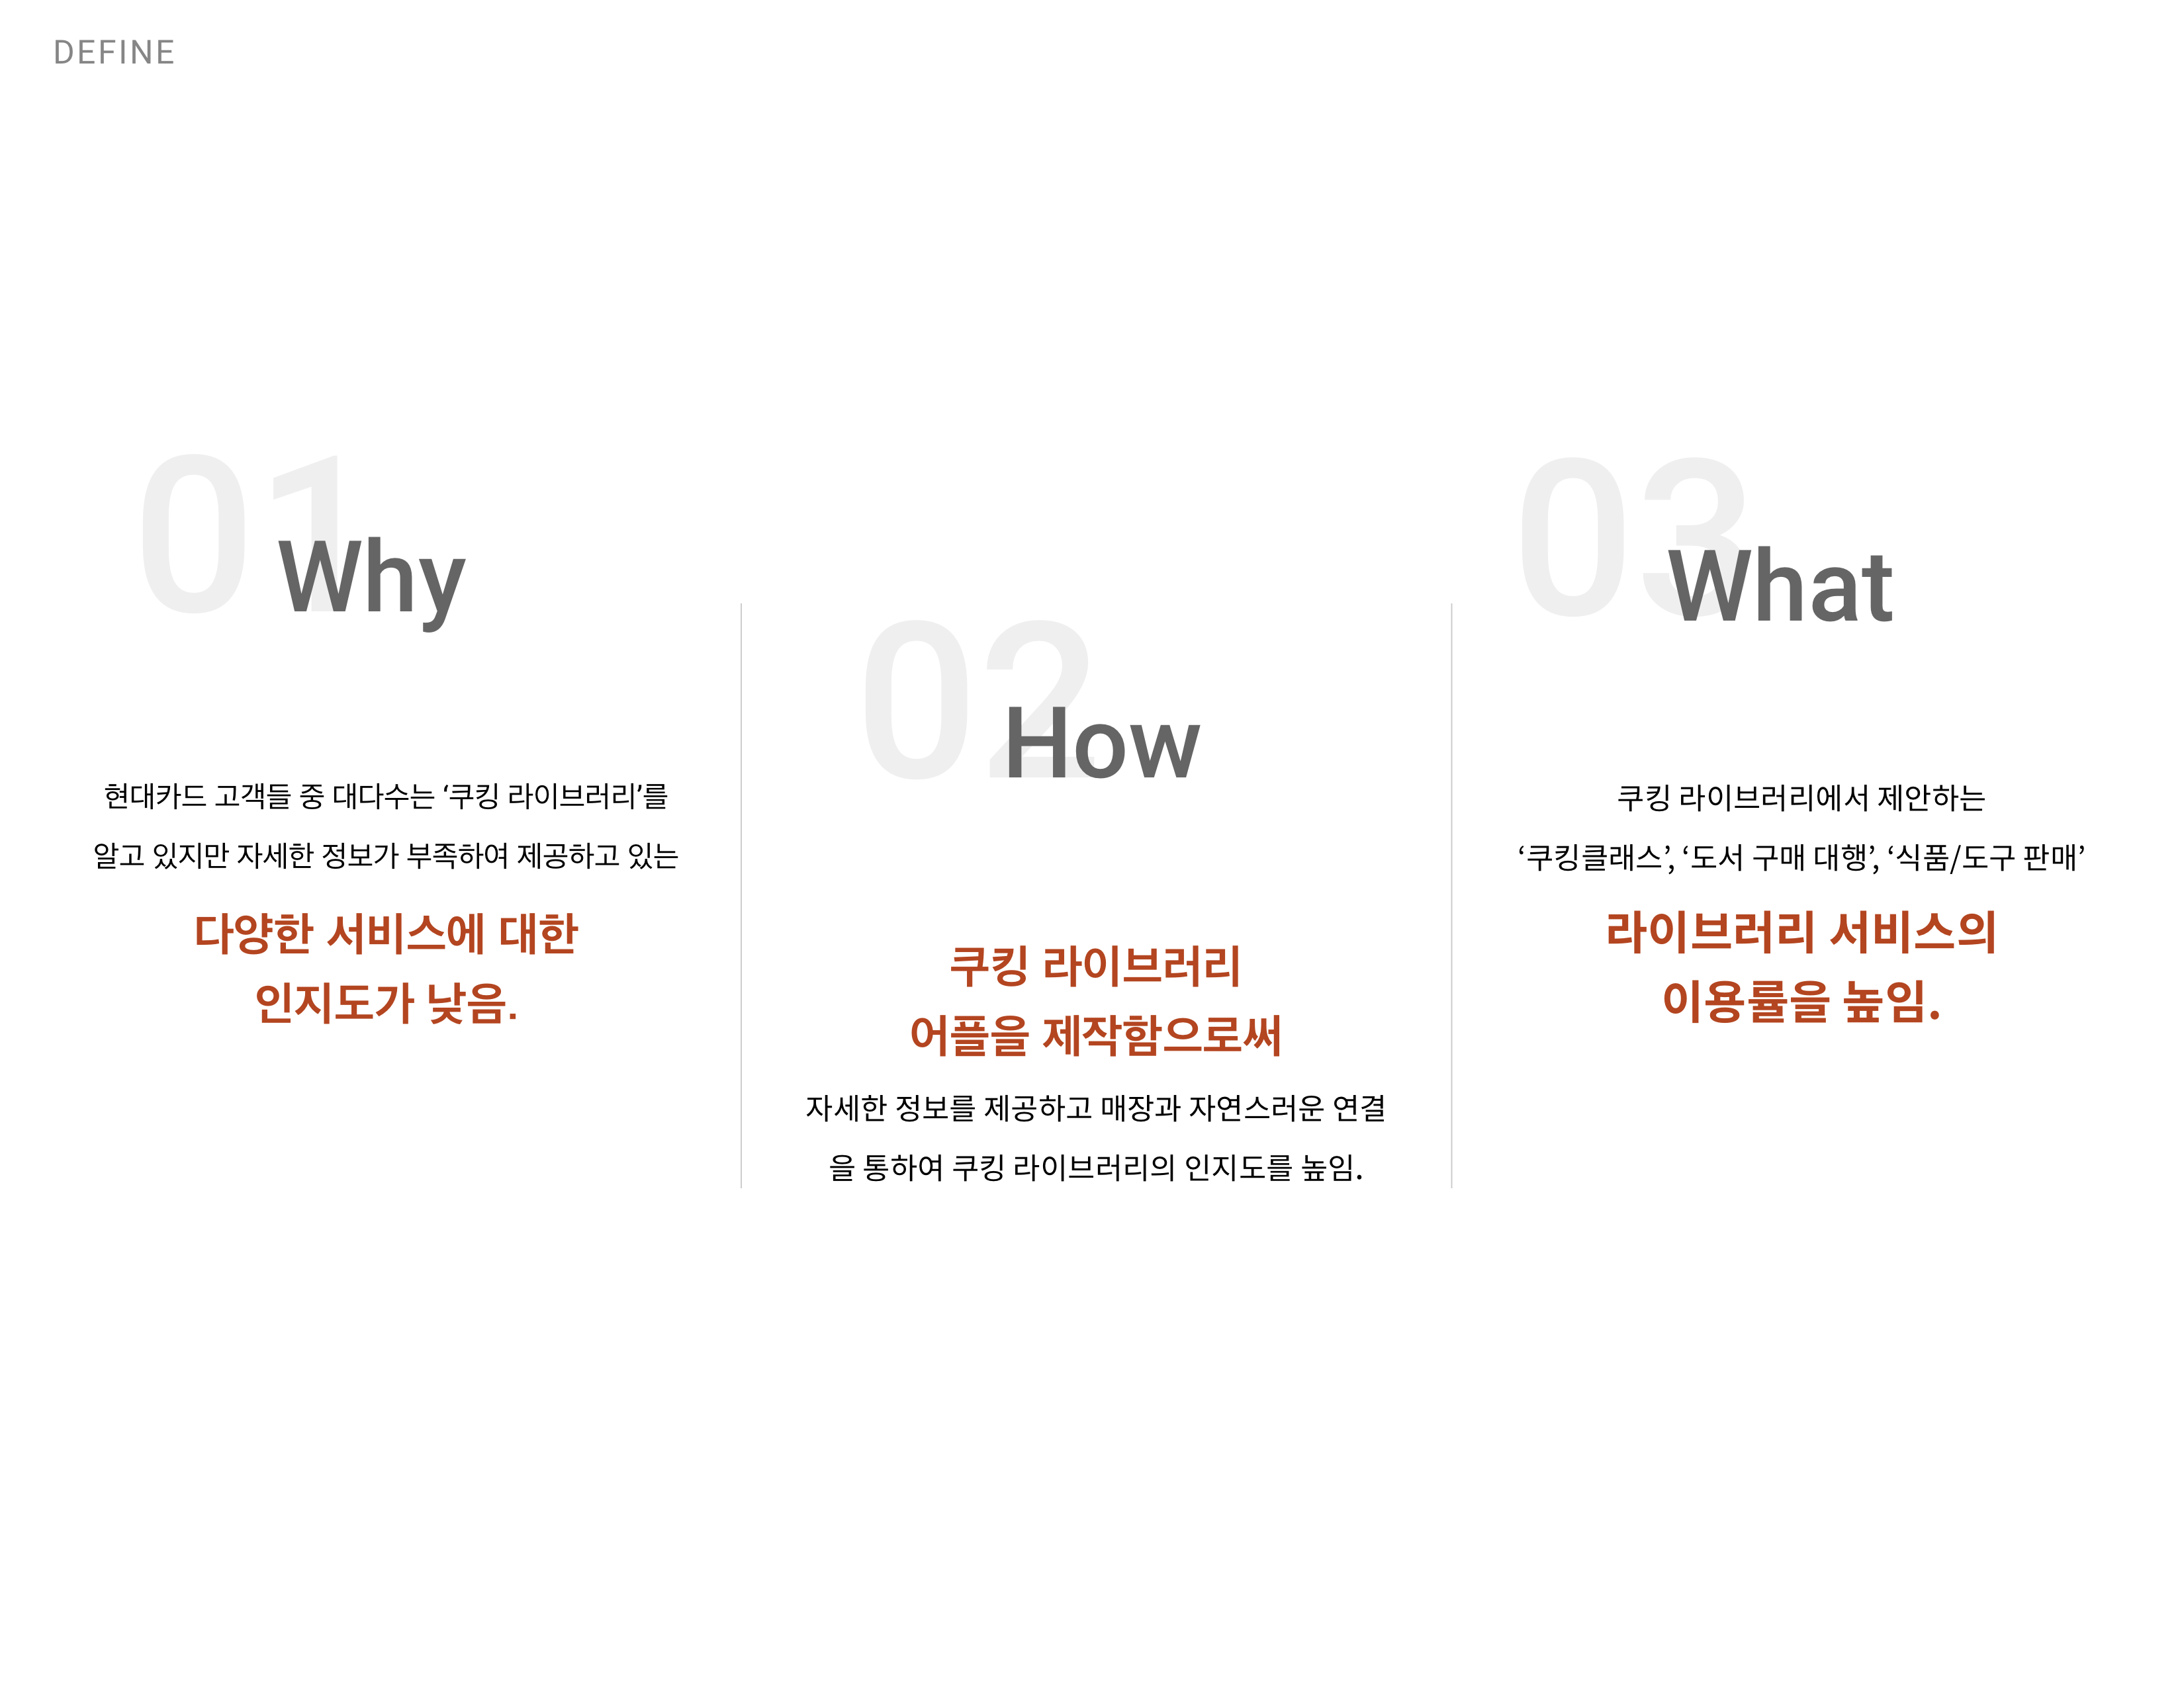 DEFINE
01
Why
현대카드 고객들 중 대다수는 ‘쿠킹 라이브러리’를
알고 있지만 자세한 정보가 부족하여 제공하고 있는
다양한 서비스에 대한
인지도가 낮음.
02
How
쿠킹 라이브러리
어플을 제작함으로써
자세한 정보를 제공하고 매장과 자연스러운 연결
을 통하여 쿠킹 라이브러리의 인지도를 높임.
03
What
쿠킹 라이브러리에서 제안하는
‘쿠킹클래스’, ‘도서 구매 대행’, ‘식품/도구 판매’
라이브러리 서비스의
이용률을 높임.